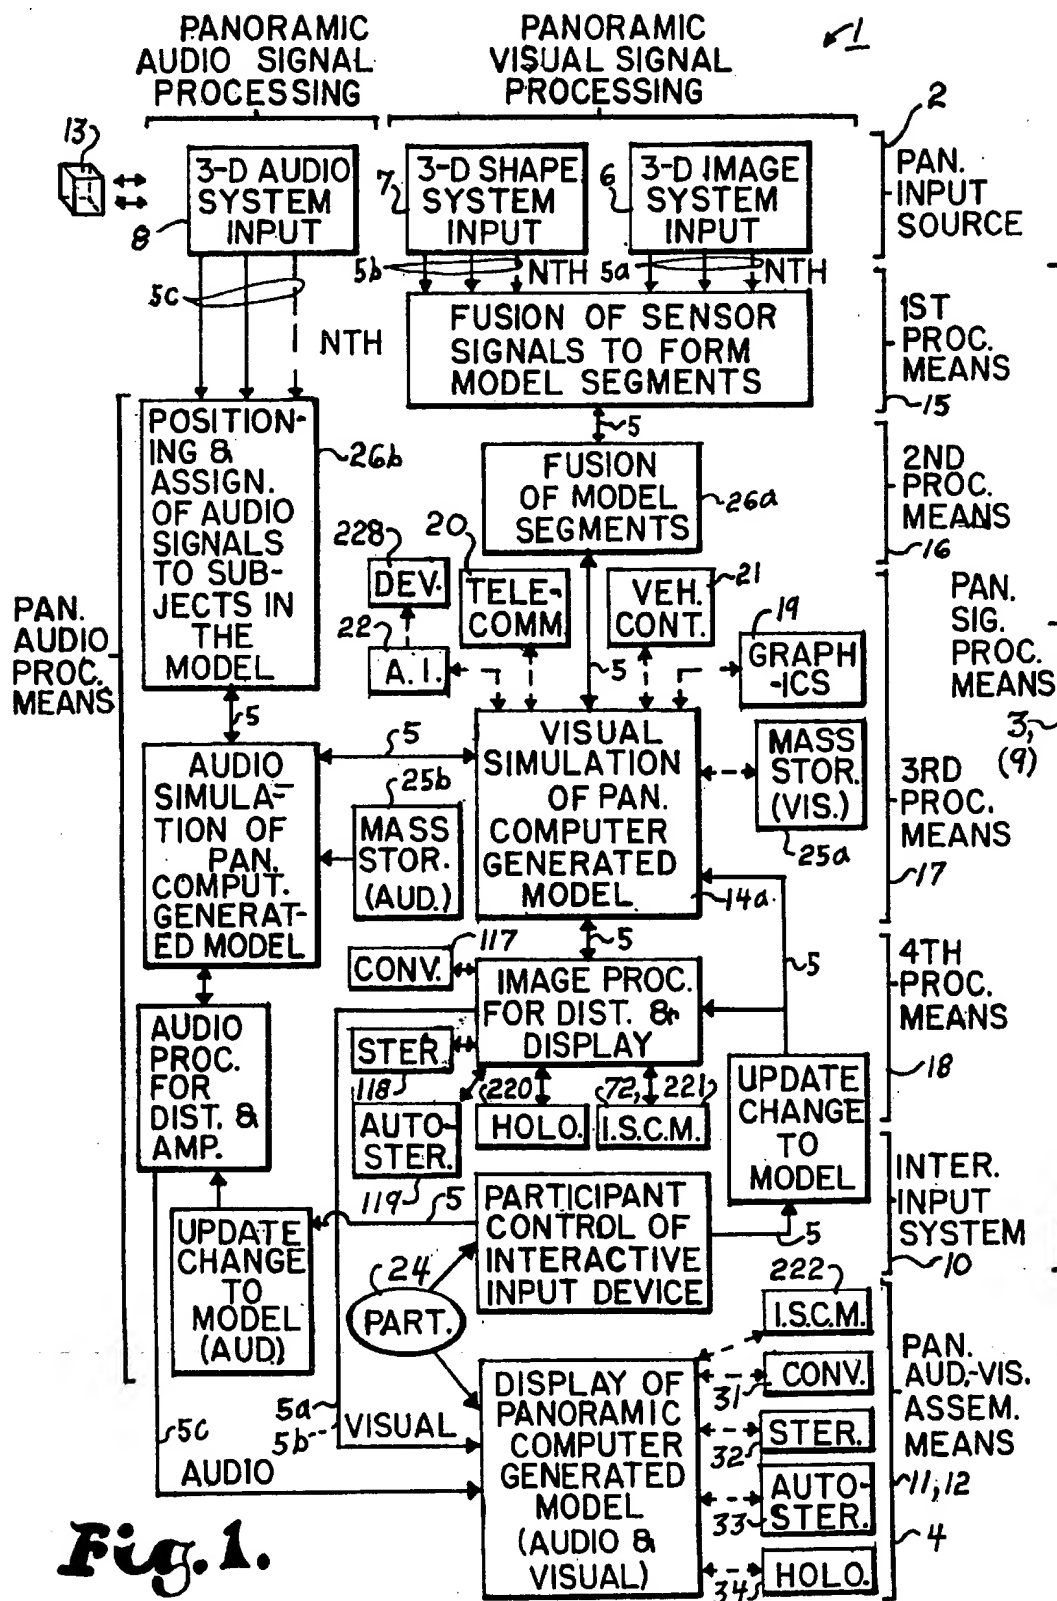 PANORAMIC
AUDIO SIGNAL
PROCESSING
PANORAMIC
VISUAL SIGNAL
PROCESSING
1
2
13
3-D AUDIO
SYSTEM
INPUT
8
7
3-D SHAPE
SYSTEM
INPUT
6
3-D IMAGE
SYSTEM
INPUT
PAN.
INPUT
SOURCE
5c
5b
NTH
5a
NTH
NTH
FUSION OF SENSOR
SIGNALS TO FORM
MODEL SEGMENTS
1ST
PROC.
MEANS
15
5
POSITION-
ING &
ASSIGN.
OF AUDIO
SIGNALS
TO SUB-
JECTS IN
THE
MODEL
26b
FUSION
OF MODEL
SEGMENTS
26a
2ND
PROC.
MEANS
16
PAN.
AUDIO
PROC.
MEANS
228
DEV.
22
A.I.
20
TELE-
COMM.
VEH.
CONT.
21
19
GRAPH
-ICS
5
5
PAN.
SIG.
PROC.
MEANS
3,
(9)
AUDIO
SIMULA-
TION OF
PAN.
COMPUT.
GENERAT-
ED MODEL
5
25b
MASS
STOR.
(AUD.)
VISUAL
SIMULATION
OF PAN.
COMPUTER
GENERATED
MODEL
14a
MASS
STOR.
(VIS.)
25a
3RD
PROC.
MEANS
17
5
5
117
CONV.
IMAGE PROC.
FOR DIST. &
DISPLAY
4TH
PROC.
MEANS
18
AUDIO
PROC.
FOR
DIST. &
AMP.
STER.
118
AUTO-
STER.
119
220
HOLO.
72, 221
I.S.C.M.
UPDATE
CHANGE
TO
MODEL
5
UPDATE
CHANGE
TO
MODEL
(AUD.)
5
PARTICIPANT
CONTROL OF
INTERACTIVE
INPUT DEVICE
INTER.
INPUT
SYSTEM
10
24
PART.
222
I.S.C.M.
5c
5a
5b
VISUAL
AUDIO
DISPLAY OF
PANORAMIC
COMPUTER
GENERATED
MODEL
(AUDIO &
VISUAL)
CONV.
31
STER.
32
AUTO-
STER.
33
HOLO.
34
PAN.
AUD.-VIS.
ASSEM.
MEANS
11, 12
4
Fig. 1.